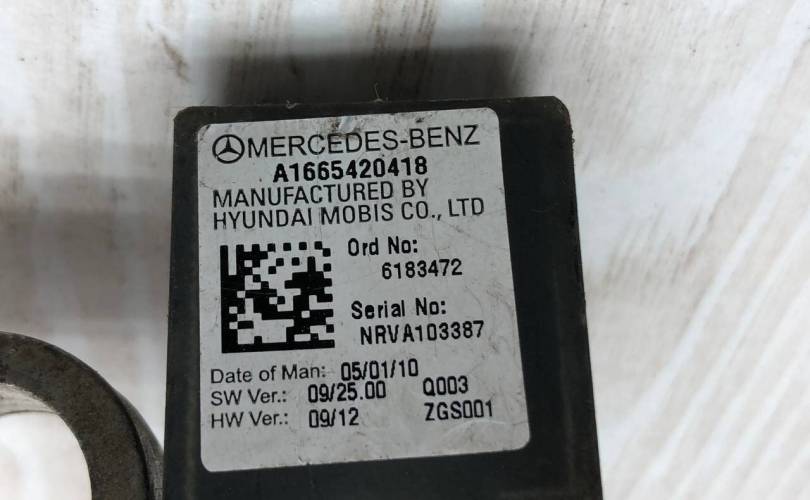 MERCEDES-BENZ
A1665420418
MANUFACTURED BY
HYUNDAI MOBIS CO., LTD
Ord No:
6183472
Serial No:
NRVA103387
Date of Man: 05/01/10
SW Ver.: 09/25.00 Q003
HW Ver.: 09/12 ZGS001